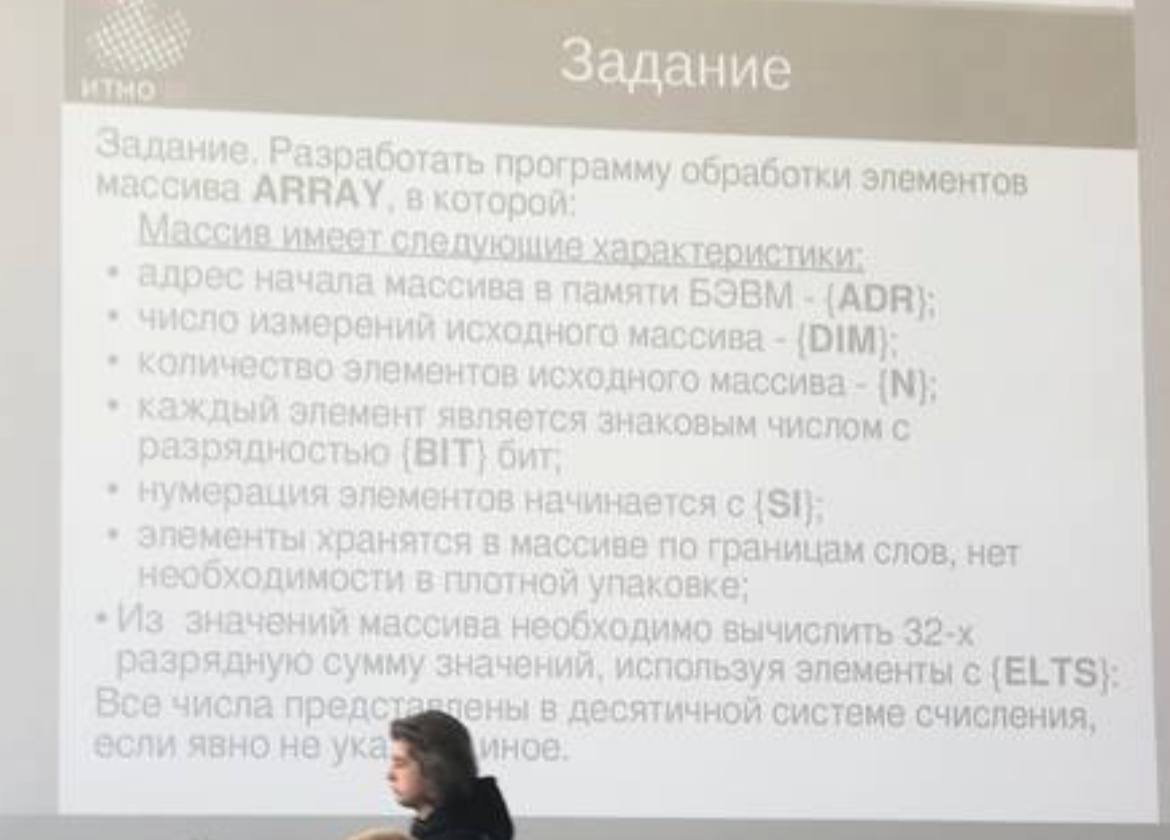 ИТМО
Задание
Задание. Разработать программу обработки элементов
массива ARRAY, в которой:
Массив имеет следующие характеристики:
• адрес начала массива в памяти БЭВМ - {ADR};
• число измерений исходного массива - {DIM};
• количество элементов исходного массива - {N};
• каждый элемент является знаковым числом с
разрядностью {BIT} бит;
• нумерация элементов начинается с {SI};
• элементы хранятся в массиве по границам слов, нет
необходимости в плотной упаковке;
• Из значений массива необходимо вычислить 32-х
разрядную сумму значений, используя элементы с {ELTS}:
Все числа представлены в десятичной системе счисления,
если явно не иное.